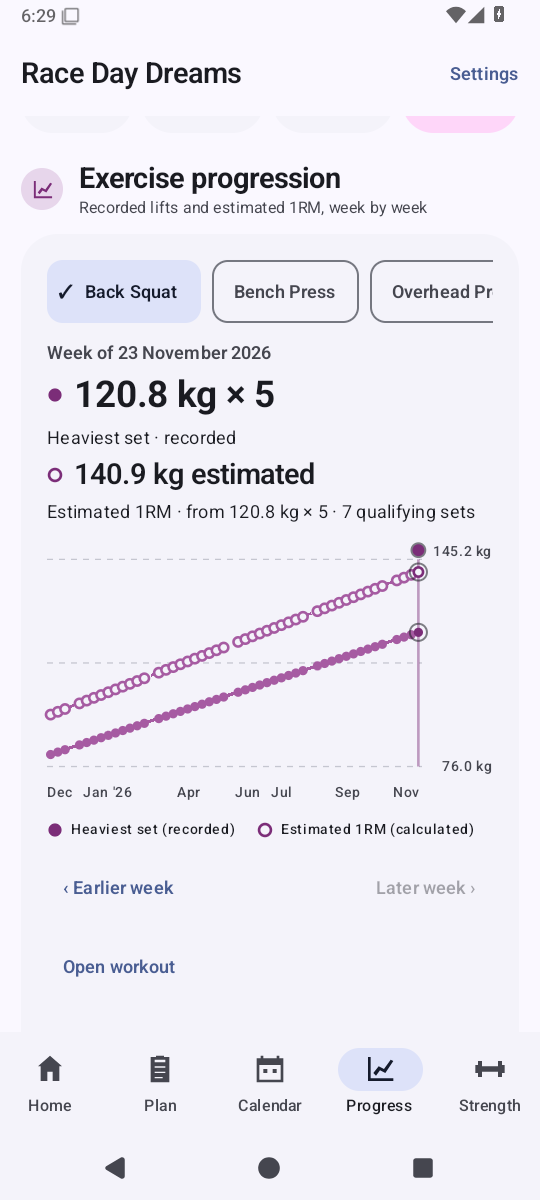 6:29
Race Day Dreams
Settings
Exercise progression
Recorded lifts and estimated 1RM, week by week
✓ Back Squat
Bench Press
Overhead Pr
Week of 23 November 2026
120.8 kg × 5
Heaviest set · recorded
140.9 kg estimated
Estimated 1RM · from 120.8 kg × 5 · 7 qualifying sets
145.2 kg
76.0 kg
Dec Jan '26 Apr Jun Jul Sep Nov
Heaviest set (recorded) Estimated 1RM (calculated)
‹ Earlier week
Later week ›
Open workout
Home Plan Calendar Progress Strength